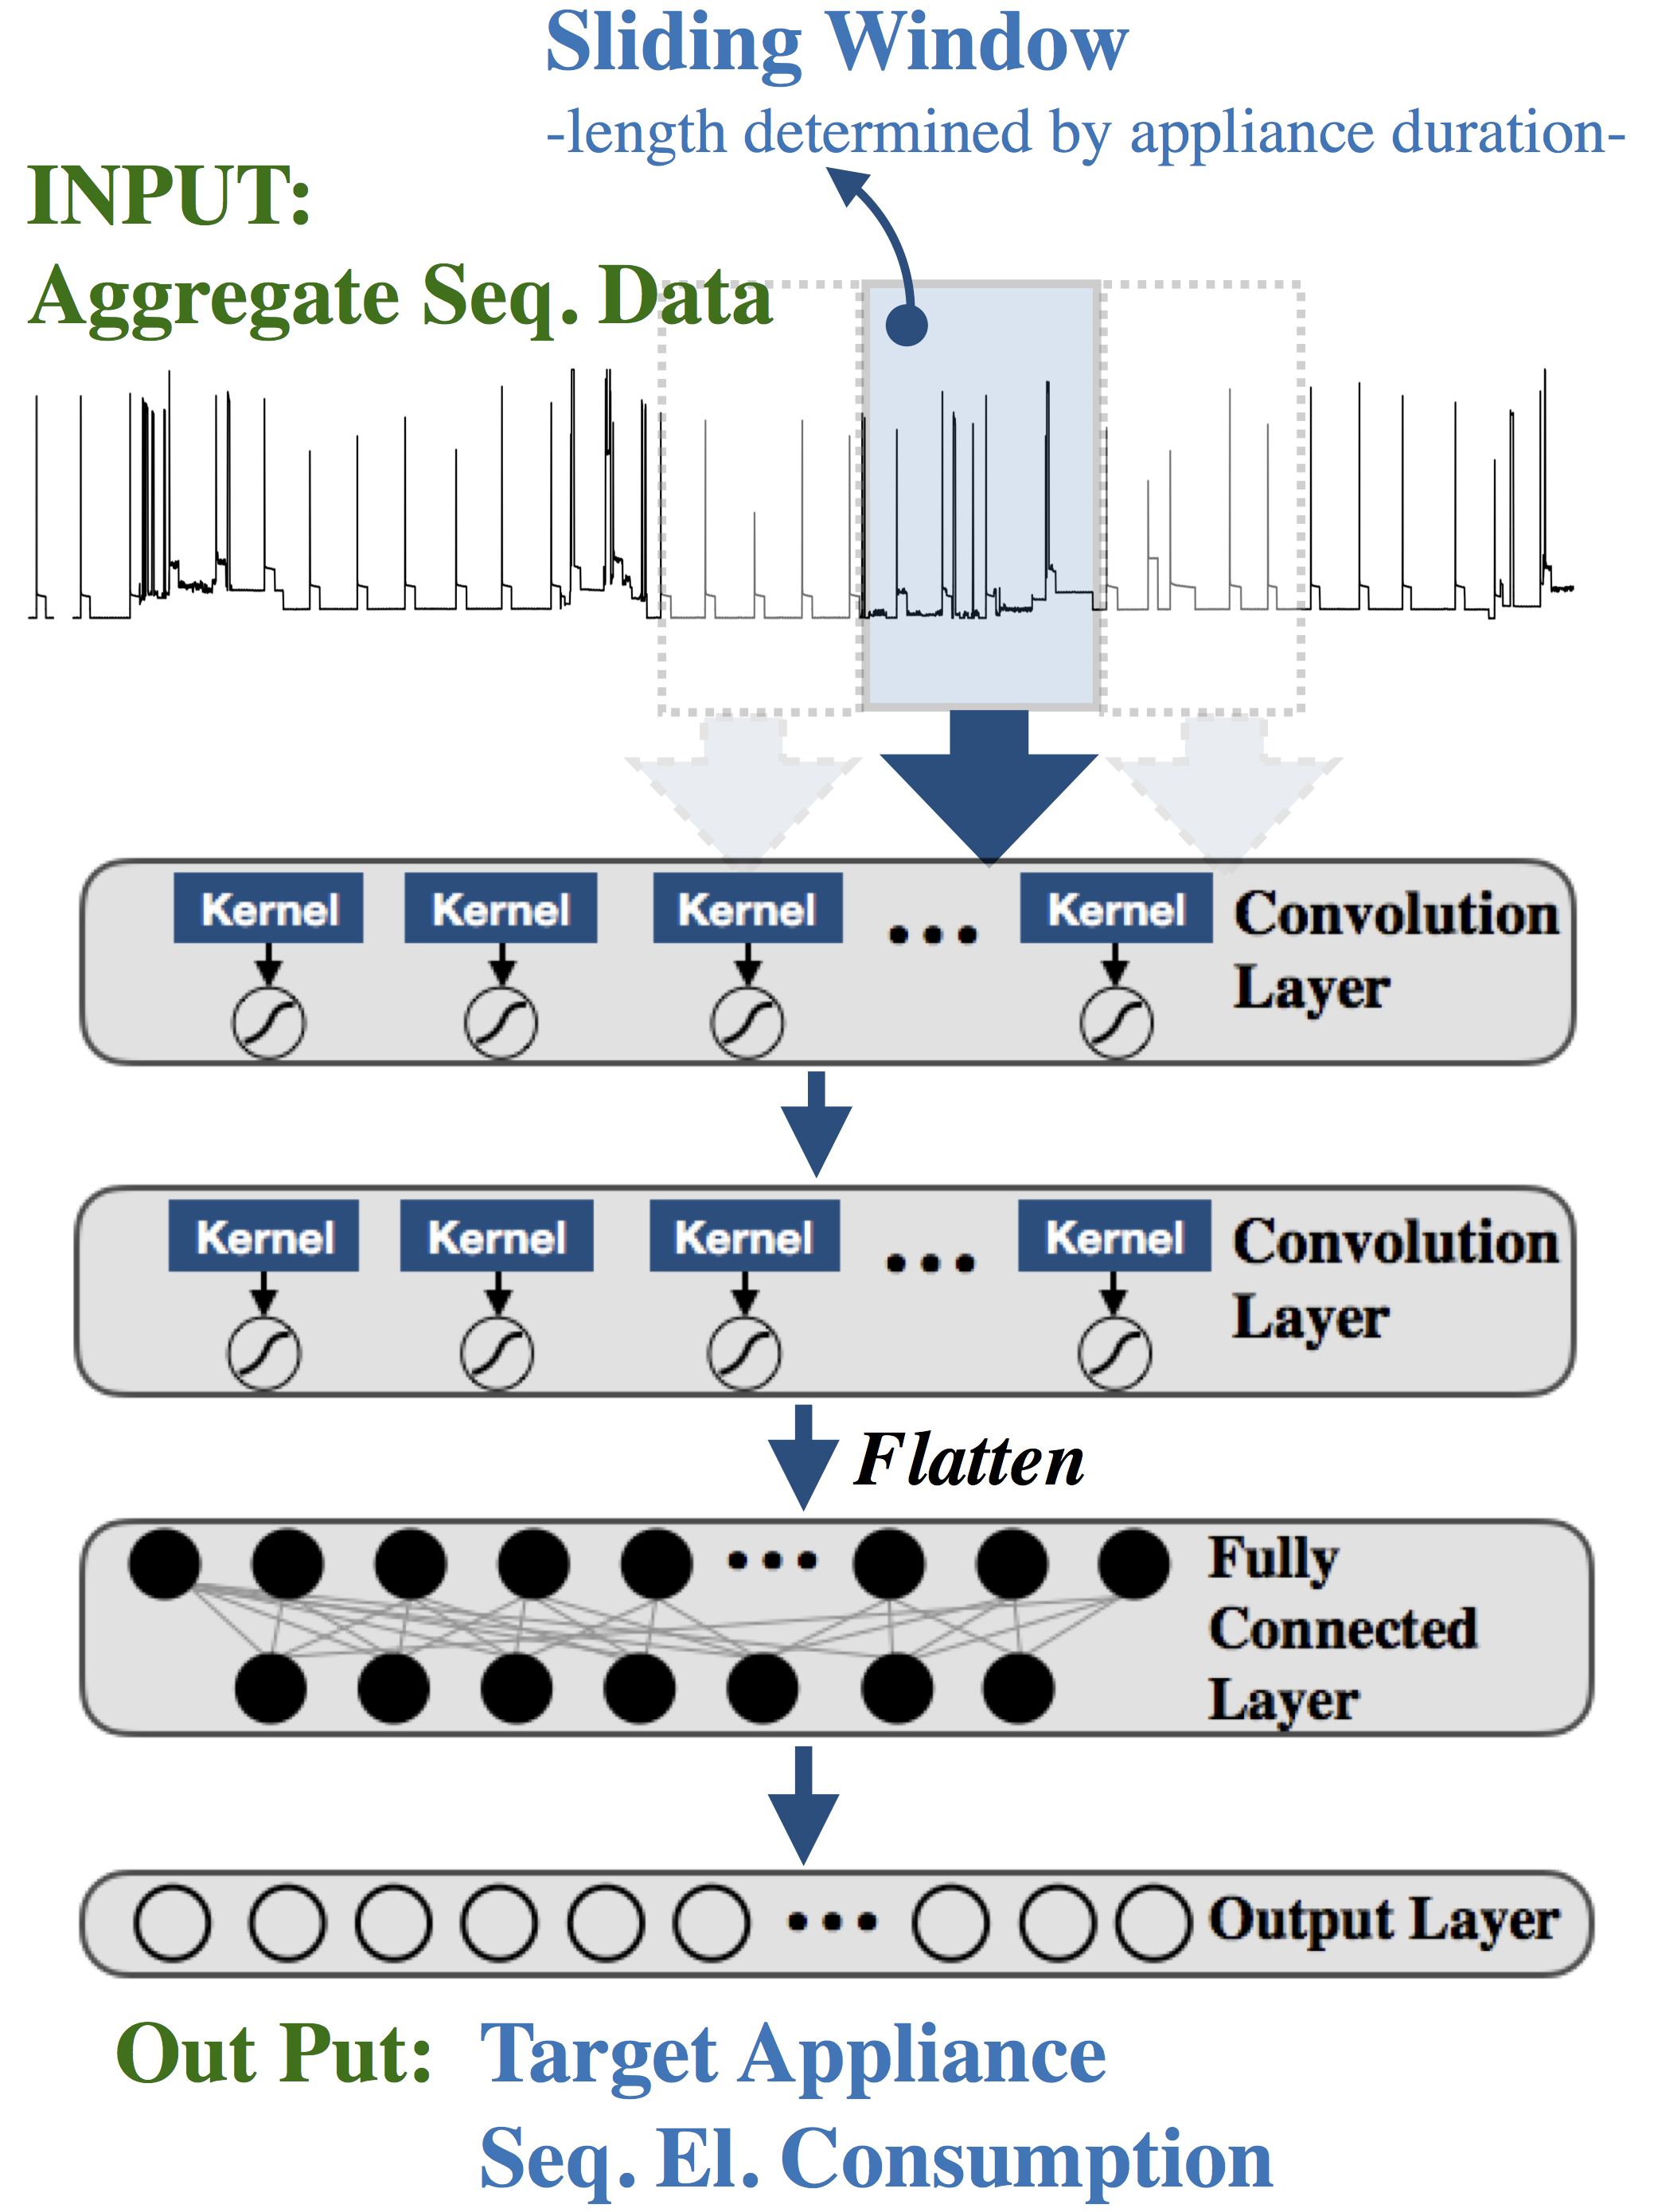 Sliding Window
-length determined by appliance duration-
INPUT:
Aggregate Seq. Data
Kernel Kernel Kernel ... Kernel Convolution
Layer
Kernel Kernel Kernel ... Kernel Convolution
Layer
Flatten
... Fully
Connected
Layer
... Output Layer
Out Put: Target Appliance
Seq. El. Consumption